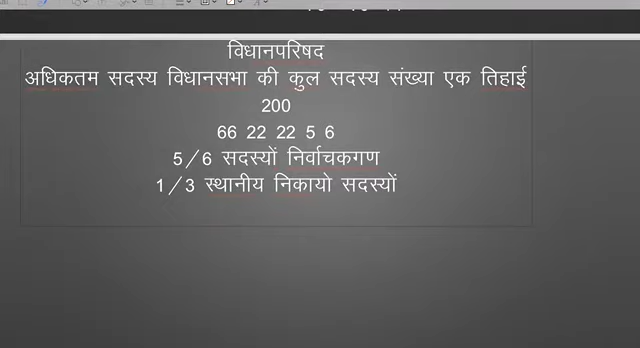 विधानपरिषद
अधिकतम सदस्य विधानसभा की कुल सदस्य संख्या एक तिहाई
200
66 22 22 5 6
5/6 सदस्यों निर्वाचकगण
1/3 स्थानीय निकायो सदस्यों